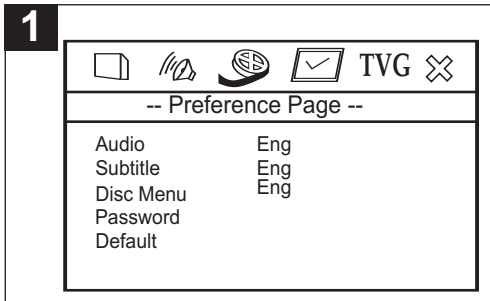 1
TVG
-- Preference Page --
Audio Eng
Subtitle Eng
Disc Menu Eng
Password
Default